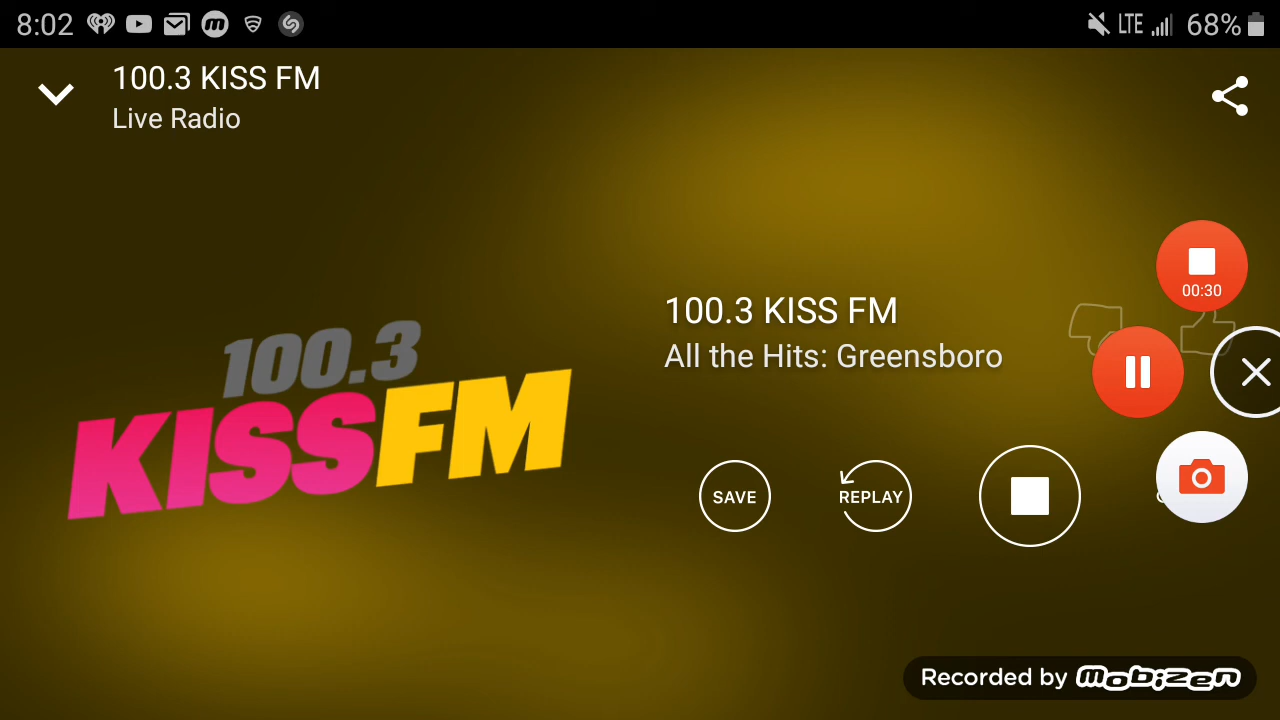 8:02
LTE 68%
100.3 KISS FM
Live Radio
00:30
100.3 KISS FM
All the Hits: Greensboro
100.3
KISSFM
SAVE
REPLAY
Recorded by mobizen